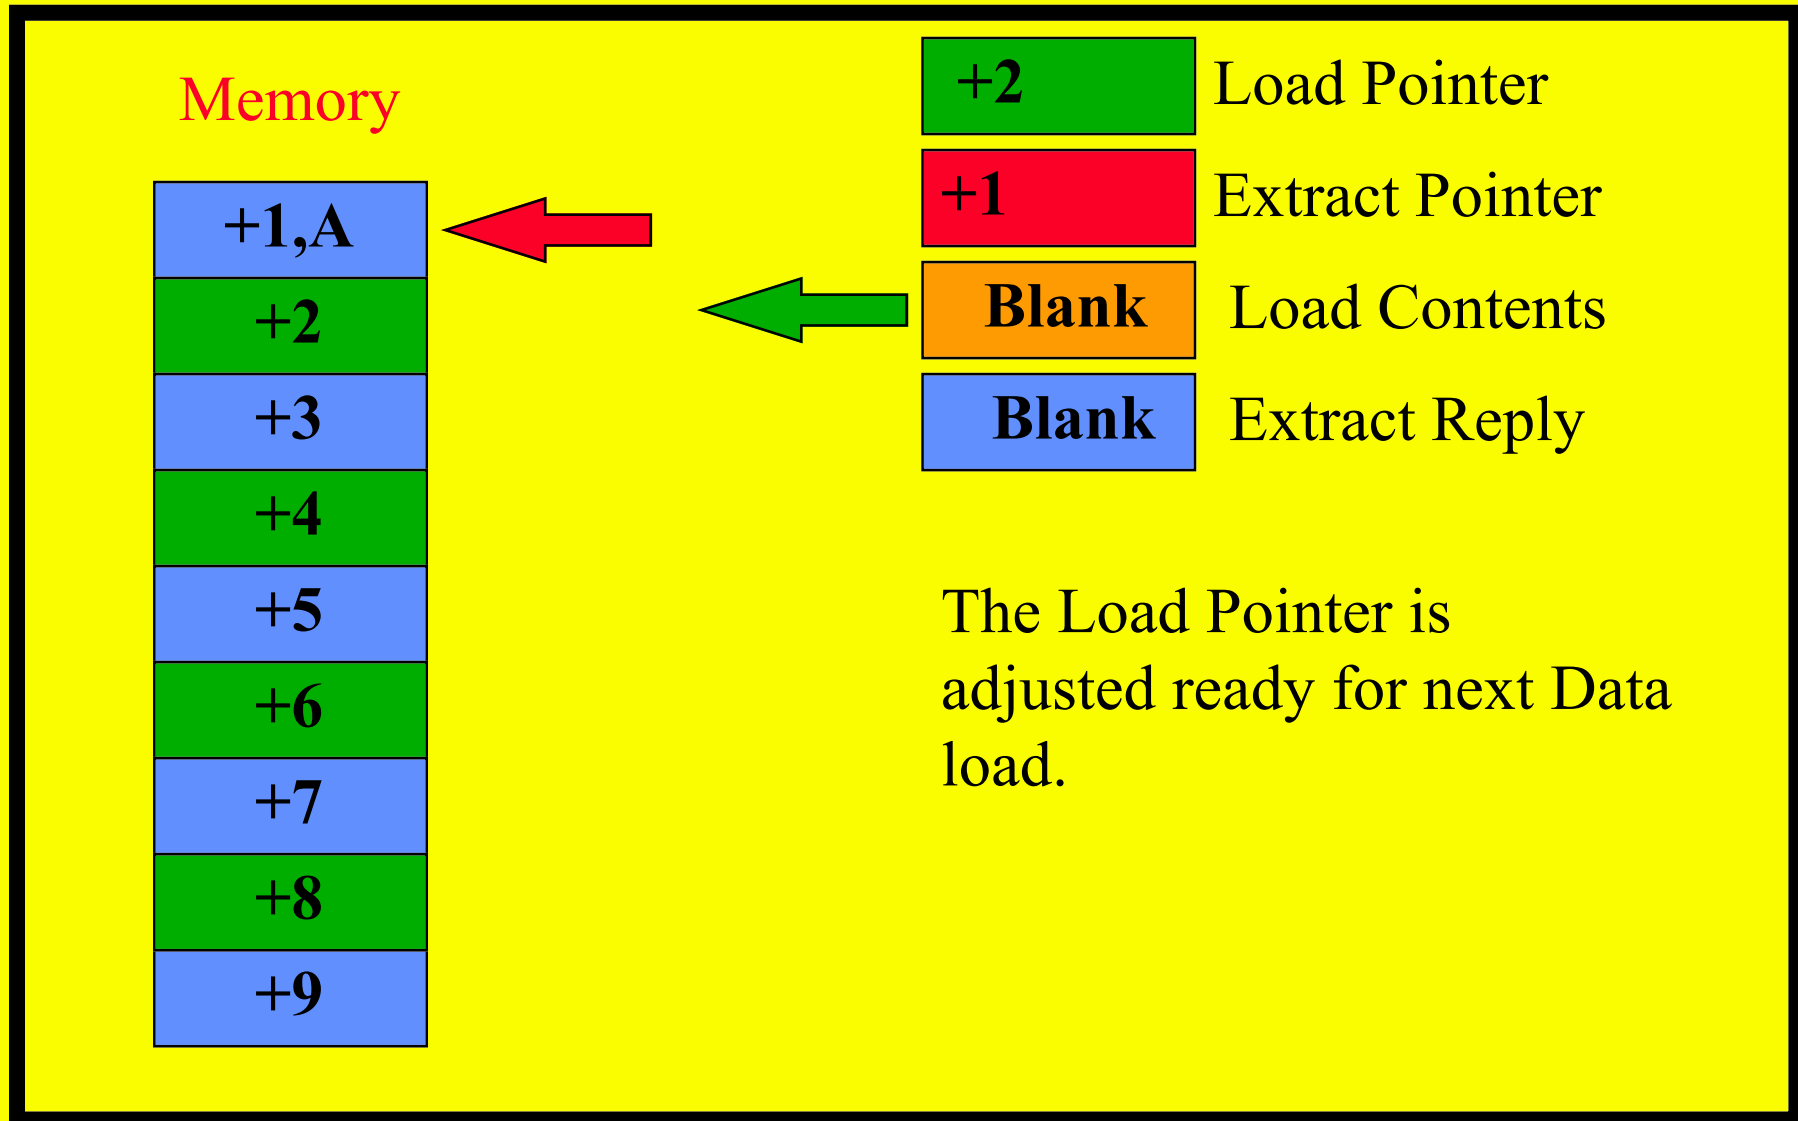 Memory
+1,A
+2
+3
+4
+5
+6
+7
+8
+9
+2 Load Pointer
+1 Extract Pointer
Blank Load Contents
Blank Extract Reply
The Load Pointer is
adjusted ready for next Data
load.